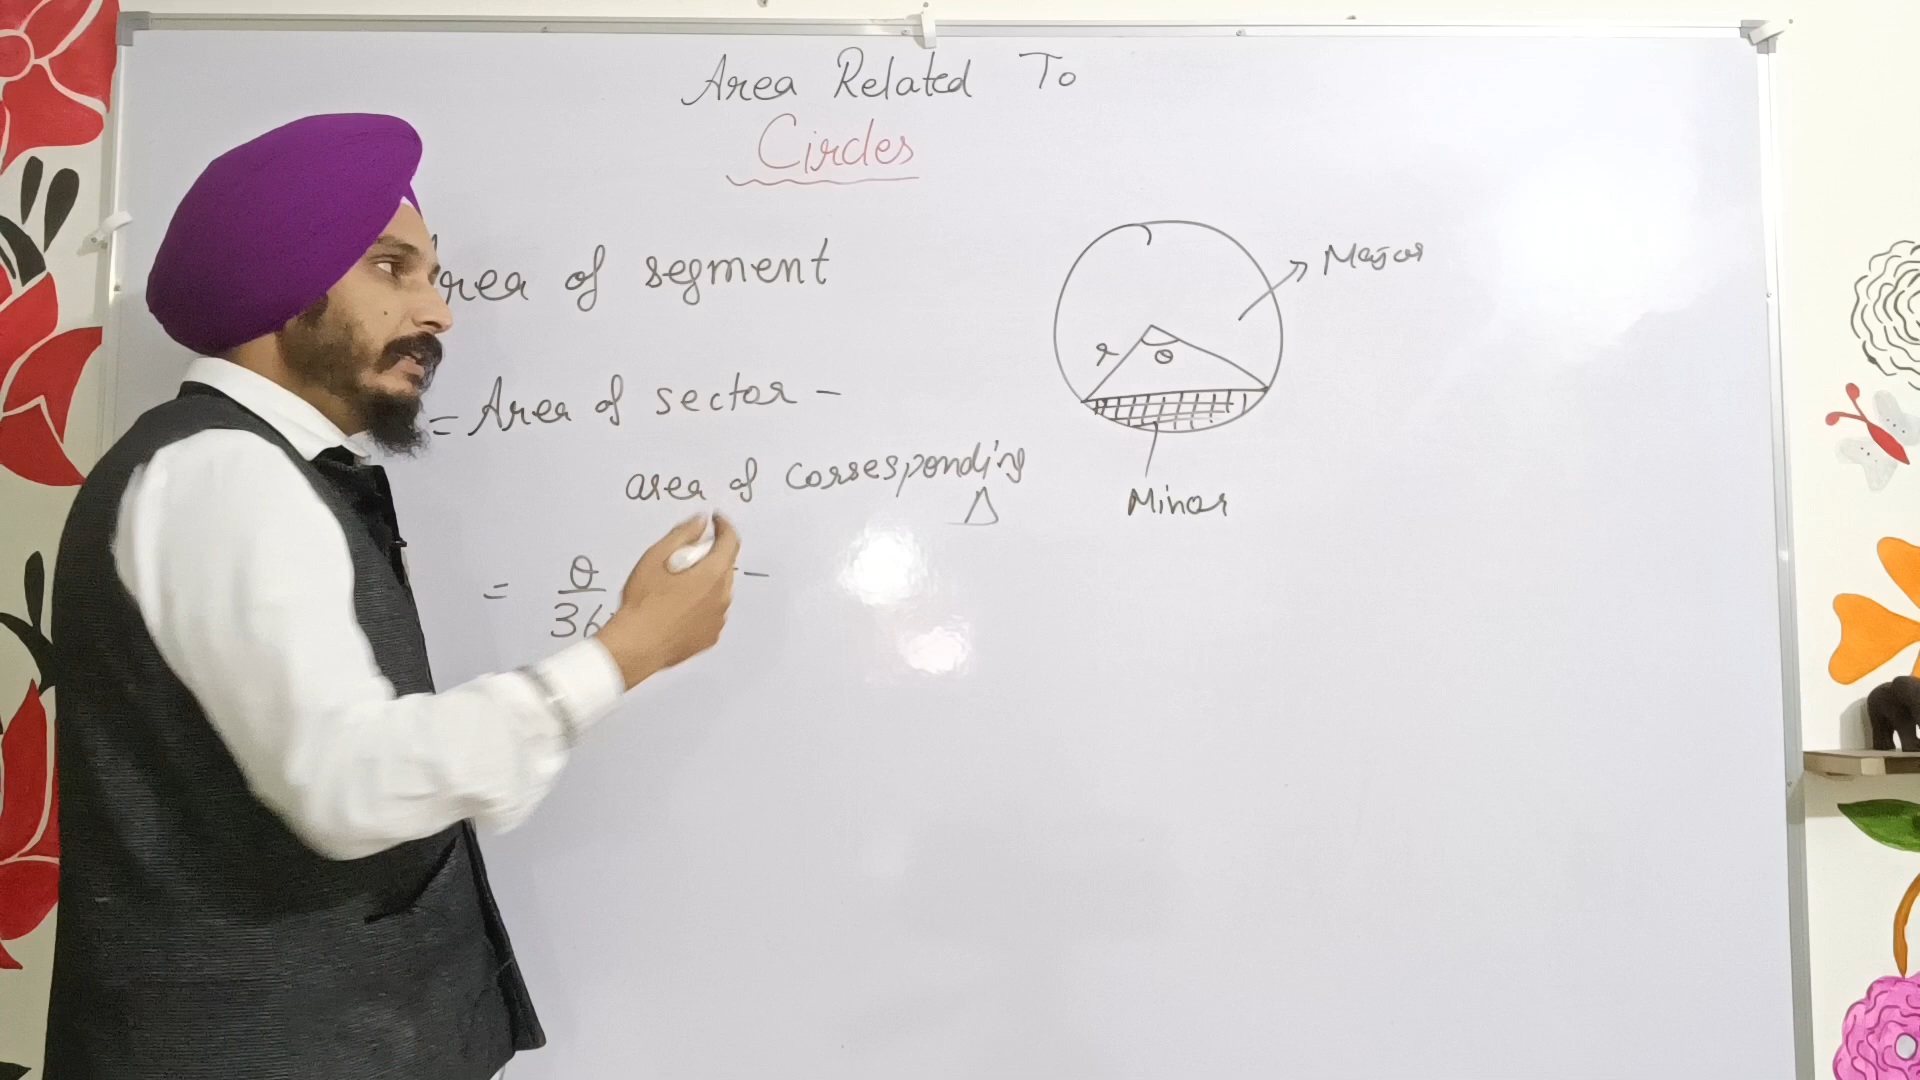 Area Related To
Circles
Area of segment
= Area of sector -
area of corresponding
Δ
= θ
36
-
Major
r
θ
Minor